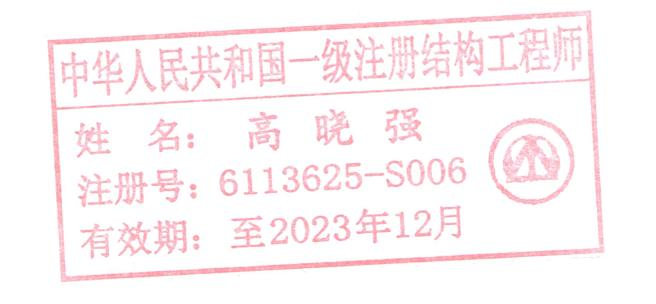 中华人民共和国一级注册结构工程师
姓 名: 高 晓 强
注册号: 6113625-S006
有效期: 至2023年12月